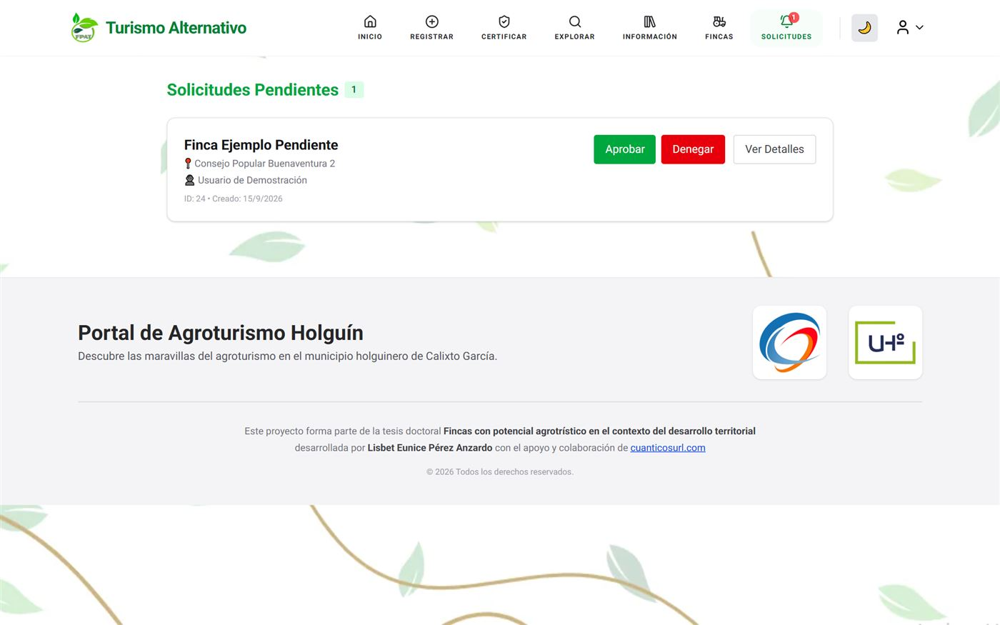 FPAT
Turismo Alternativo
INICIO
REGISTRAR
CERTIFICAR
EXPLORAR
INFORMACIÓN
FINCAS
1
SOLICITUDES
Solicitudes Pendientes 1
Finca Ejemplo Pendiente
Consejo Popular Buenaventura 2
Usuario de Demostración
ID: 24 • Creado: 15/9/2026
Aprobar
Denegar
Ver Detalles
Portal de Agroturismo Holguín
Descubre las maravillas del agroturismo en el municipio holguinero de Calixto García.
UHº
Este proyecto forma parte de la tesis doctoral Fincas con potencial agrotrístico en el contexto del desarrollo territorial
desarrollada por Lisbet Eunice Pérez Anzardo con el apoyo y colaboración de cuanticosurl.com
© 2026 Todos los derechos reservados.